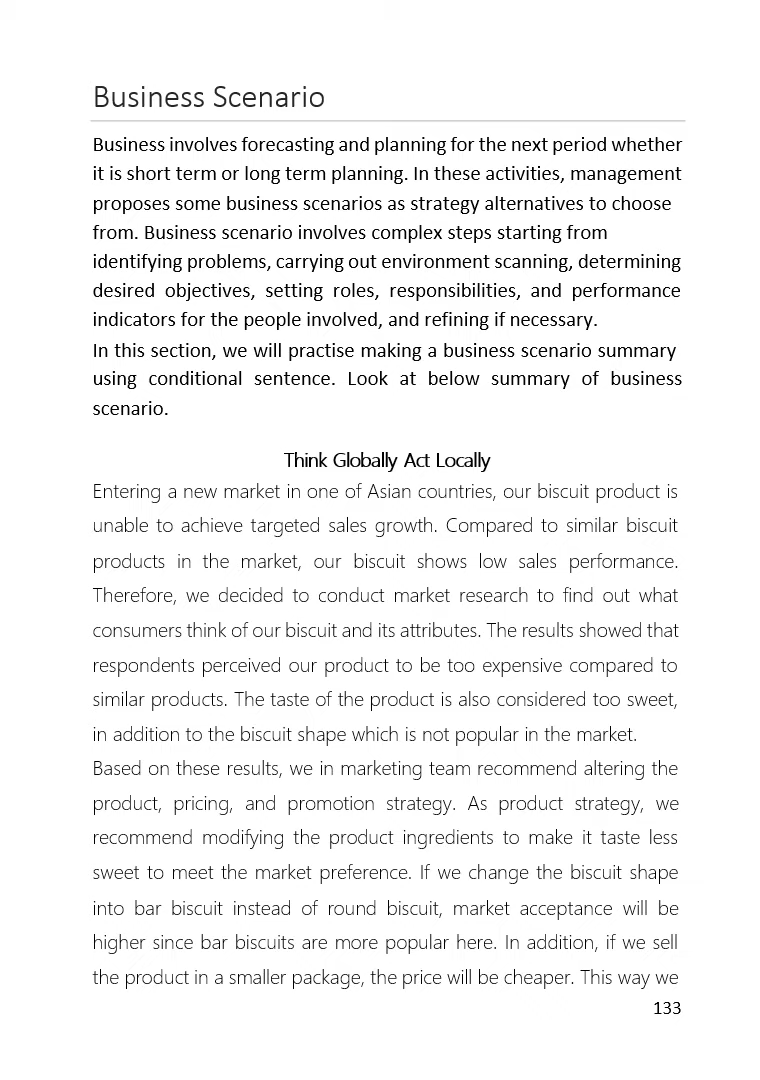 Business Scenario
Business involves forecasting and planning for the next period whether
it is short term or long term planning. In these activities, management
proposes some business scenarios as strategy alternatives to choose
from. Business scenario involves complex steps starting from
identifying problems, carrying out environment scanning, determining
desired objectives, setting roles, responsibilities, and performance
indicators for the people involved, and refining if necessary.
In this section, we will practise making a business scenario summary
using conditional sentence. Look at below summary of business
scenario.
Think Globally Act Locally
Entering a new market in one of Asian countries, our biscuit product is
unable to achieve targeted sales growth. Compared to similar biscuit
products in the market, our biscuit shows low sales performance.
Therefore, we decided to conduct market research to find out what
consumers think of our biscuit and its attributes. The results showed that
respondents perceived our product to be too expensive compared to
similar products. The taste of the product is also considered too sweet,
in addition to the biscuit shape which is not popular in the market.
Based on these results, we in marketing team recommend altering the
product, pricing, and promotion strategy. As product strategy, we
recommend modifying the product ingredients to make it taste less
sweet to meet the market preference. If we change the biscuit shape
into bar biscuit instead of round biscuit, market acceptance will be
higher since bar biscuits are more popular here. In addition, if we sell
the product in a smaller package, the price will be cheaper. This way we
133